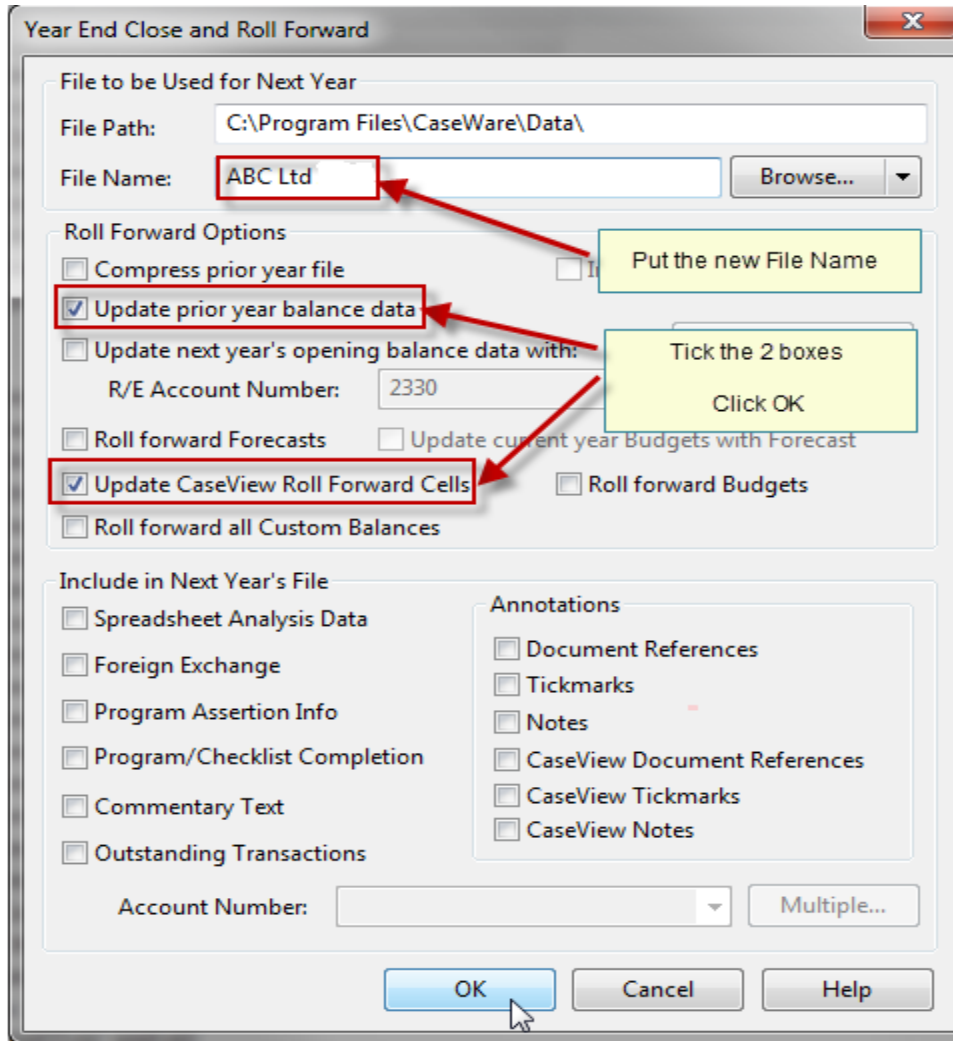 Year End Close and Roll Forward
File to be Used for Next Year
File Path: C:\Program Files\CaseWare\Data\
File Name: ABC Ltd Browse...
Put the new File Name
Roll Forward Options
Compress prior year file
Update prior year balance data
Update next year's opening balance data with:
R/E Account Number: 2330
Tick the 2 boxes
Click OK
Roll forward Forecasts Update current year Budgets with Forecast
Update CaseView Roll Forward Cells Roll forward Budgets
Roll forward all Custom Balances
Include in Next Year's File
Spreadsheet Analysis Data
Foreign Exchange
Program Assertion Info
Program/Checklist Completion
Commentary Text
Outstanding Transactions
Annotations
Document References
Tickmarks
Notes
CaseView Document References
CaseView Tickmarks
CaseView Notes
Account Number: Multiple...
OK Cancel Help